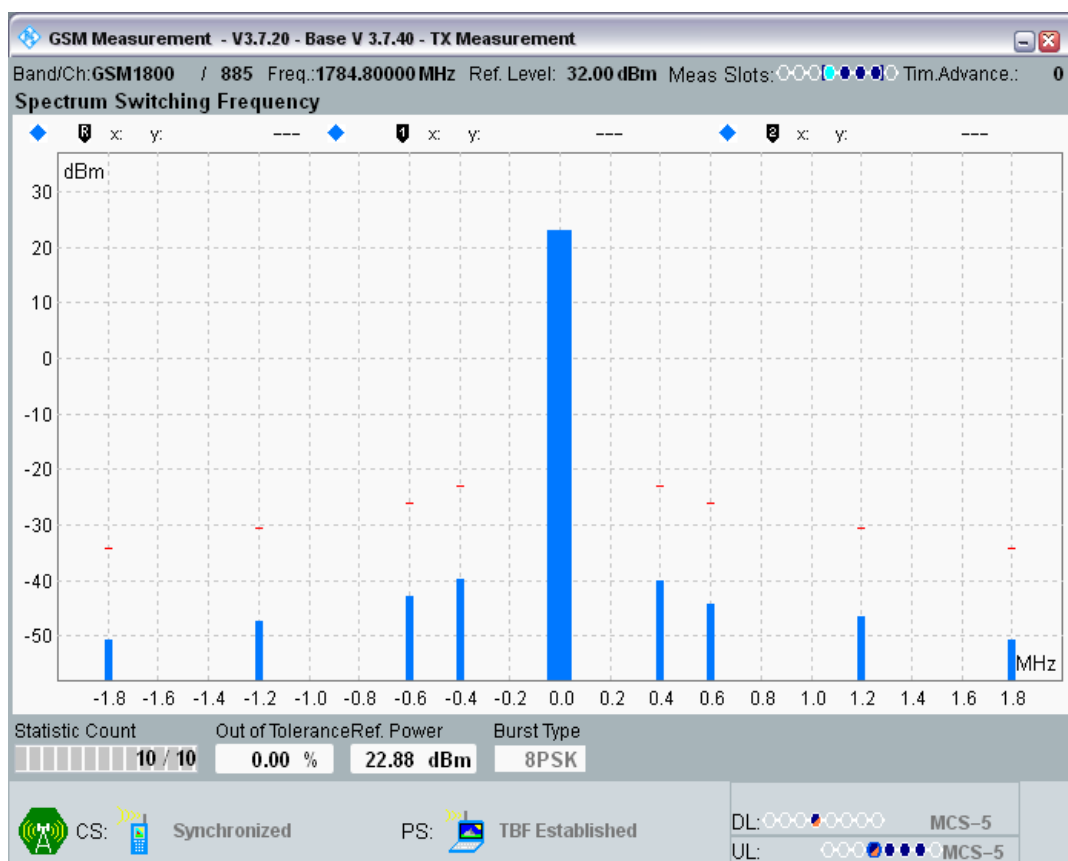 GSM Measurement - V3.7.20 - Base V 3.7.40 - TX Measurement
Band/Ch:GSM1800 / 885 Freq.:1784.80000 MHz Ref. Level: 32.00 dBm Meas Slots: Tim.Advance.: 0
Spectrum Switching Frequency
R x: y: --- 1 x: y: --- 2 x: y: ---
dBm
30
20
10
0
-10
-20
-30
-40
-50
MHz
-1.8 -1.6 -1.4 -1.2 -1.0 -0.8 -0.6 -0.4 -0.2 0.0 0.2 0.4 0.6 0.8 1.0 1.2 1.4 1.6 1.8
Statistic Count Out of Tolerance Ref. Power Burst Type
10 / 10 0.00 % 22.88 dBm 8PSK
CS: Synchronized PS: TBF Established DL: MCS-5
UL: MCS-5